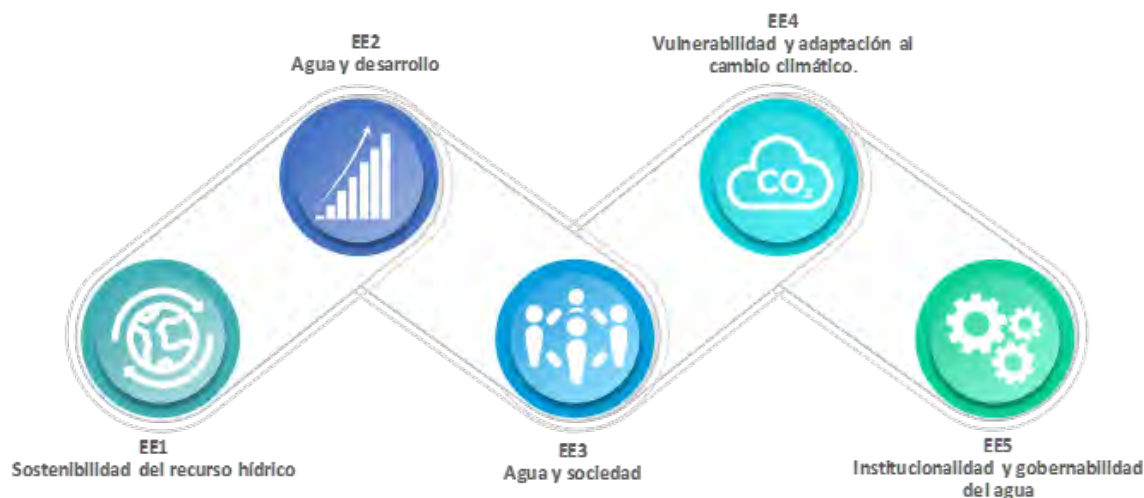 EE1
Sostenibilidad del recurso hídrico
EE2
Agua y desarrollo
EE3
Agua y sociedad
EE4
Vulnerabilidad y adaptación al
cambio climático.
CO₂
EE5
Institucionalidad y gobernabilidad
del agua